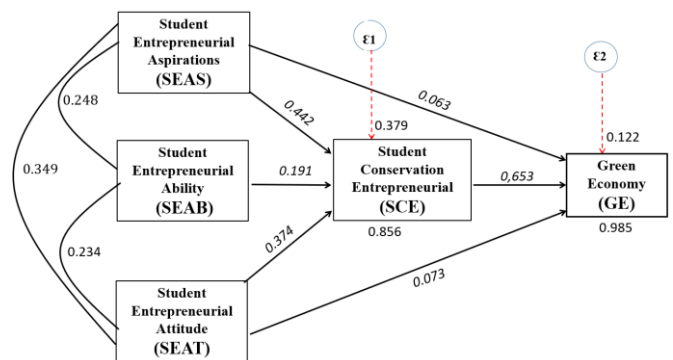 Student
Entrepreneurial
Aspirations
(SEAS)
ε1
ε2
0.248
0.063
0.442
0.379
0.122
0.349
Student
Entrepreneurial
Ability
(SEAB)
0.191
Student
Conservation
Entrepreneurial
(SCE)
0,653
Green
Economy
(GE)
0.856
0.985
0.234
0.374
0.073
Student
Entrepreneurial
Attitude
(SEAT)